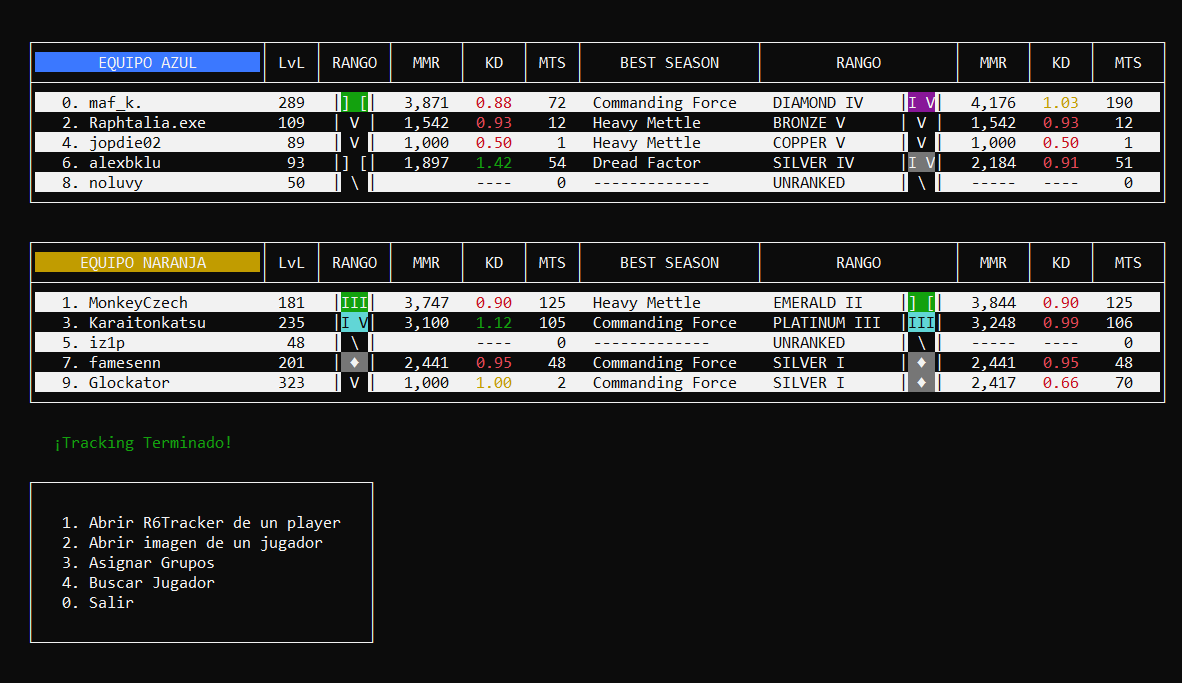 EQUIPO AZUL LvL RANGO MMR KD MTS BEST SEASON RANGO MMR KD MTS
0. maf_k. 289 |] [| 3,871 0.88 72 Commanding Force DIAMOND IV |I V| 4,176 1.03 190
2. Raphtalia.exe 109 | V | 1,542 0.93 12 Heavy Mettle BRONZE V | V | 1,542 0.93 12
4. jopdie02 89 | V | 1,000 0.50 1 Heavy Mettle COPPER V | V | 1,000 0.50 1
6. alexbklu 93 |] [| 1,897 1.42 54 Dread Factor SILVER IV |I V| 2,184 0.91 51
8. noluvy 50 | \ | ---- 0 ------------- UNRANKED | \ | ----- ---- 0
EQUIPO NARANJA LvL RANGO MMR KD MTS BEST SEASON RANGO MMR KD MTS
1. MonkeyCzech 181 |III| 3,747 0.90 125 Heavy Mettle EMERALD II |] [| 3,844 0.90 125
3. Karaitonkatsu 235 |I V| 3,100 1.12 105 Commanding Force PLATINUM III |III| 3,248 0.99 106
5. iz1p 48 | \ | ---- 0 ------------- UNRANKED | \ | ----- ---- 0
7. famesenn 201 | ♦ | 2,441 0.95 48 Commanding Force SILVER I | ♦ | 2,441 0.95 48
9. Glockator 323 | V | 1,000 1.00 2 Commanding Force SILVER I | ♦ | 2,417 0.66 70
¡Tracking Terminado!
1. Abrir R6Tracker de un player
2. Abrir imagen de un jugador
3. Asignar Grupos
4. Buscar Jugador
0. Salir